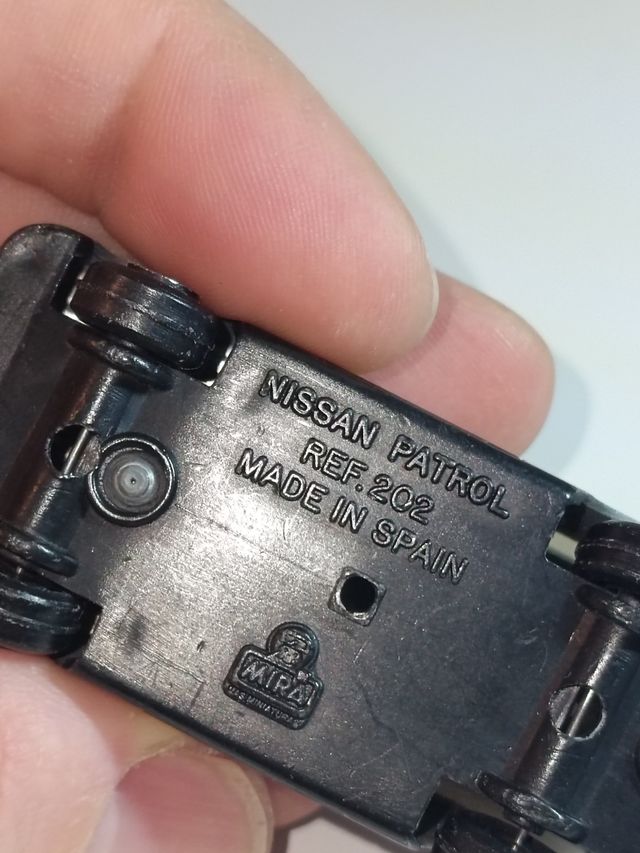 NISSAN PATROL
REF.202
MADE IN SPAIN
MIRA